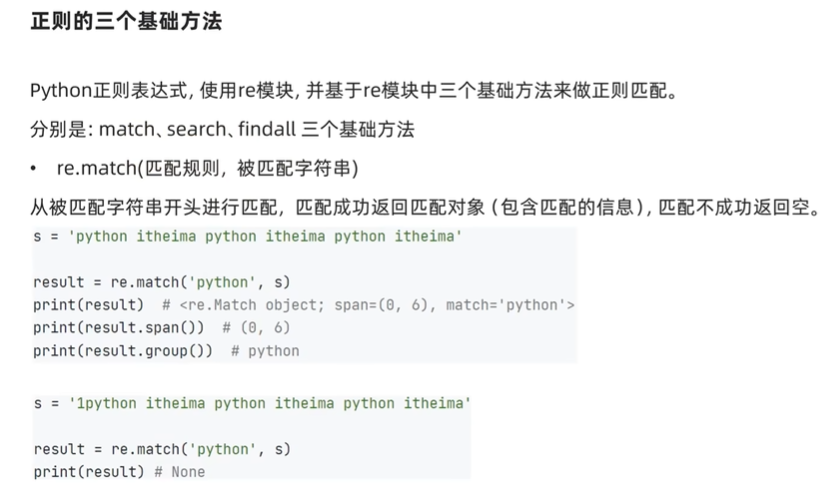 正则的三个基础方法
Python正则表达式, 使用re模块, 并基于re模块中三个基础方法来做正则匹配。
分别是: match、search、findall 三个基础方法
• re.match(匹配规则, 被匹配字符串)
从被匹配字符串开头进行匹配, 匹配成功返回匹配对象 (包含匹配的信息), 匹配不成功返回空。
s = 'python itheima python itheima python itheima'
result = re.match('python', s)
print(result)  # <re.Match object; span=(0, 6), match='python'>
print(result.span())  # (0, 6)
print(result.group())  # python
s = '1python itheima python itheima python itheima'
result = re.match('python', s)
print(result) # None